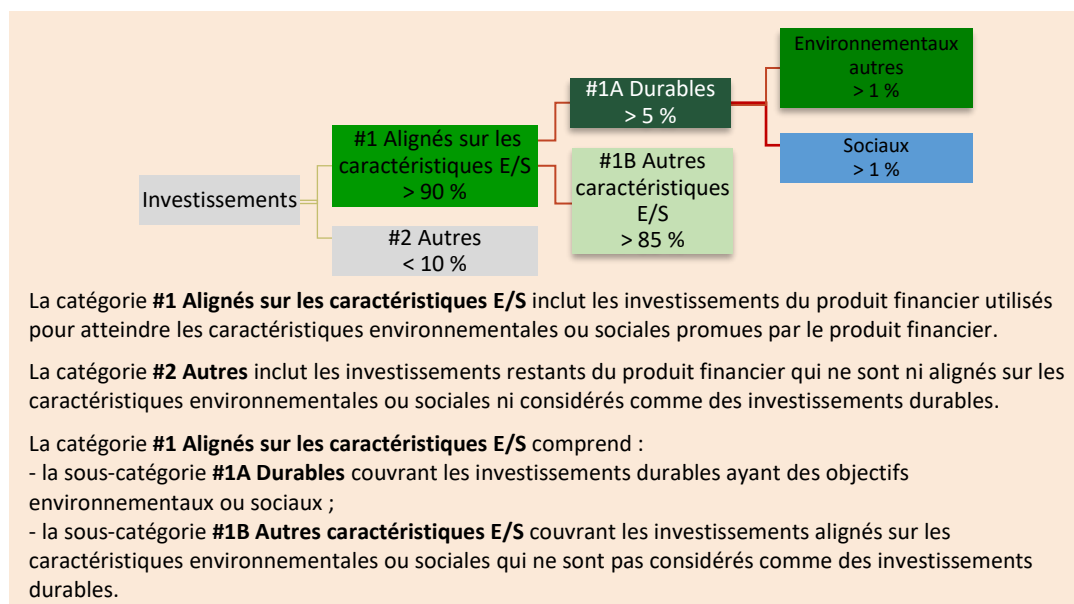 Environnementaux
autres
> 1 %
#1A Durables
> 5 %
#1 Alignés sur les
caractéristiques E/S
> 90 %
Sociaux
> 1 %
#1B Autres
caractéristiques
E/S
> 85 %
Investissements
#2 Autres
< 10 %
La catégorie #1 Alignés sur les caractéristiques E/S inclut les investissements du produit financier utilisés
pour atteindre les caractéristiques environnementales ou sociales promues par le produit financier.
La catégorie #2 Autres inclut les investissements restants du produit financier qui ne sont ni alignés sur les
caractéristiques environnementales ou sociales ni considérés comme des investissements durables.
La catégorie #1 Alignés sur les caractéristiques E/S comprend :
- la sous-catégorie #1A Durables couvrant les investissements durables ayant des objectifs
environnementaux ou sociaux ;
- la sous-catégorie #1B Autres caractéristiques E/S couvrant les investissements alignés sur les
caractéristiques environnementales ou sociales qui ne sont pas considérés comme des investissements
durables.